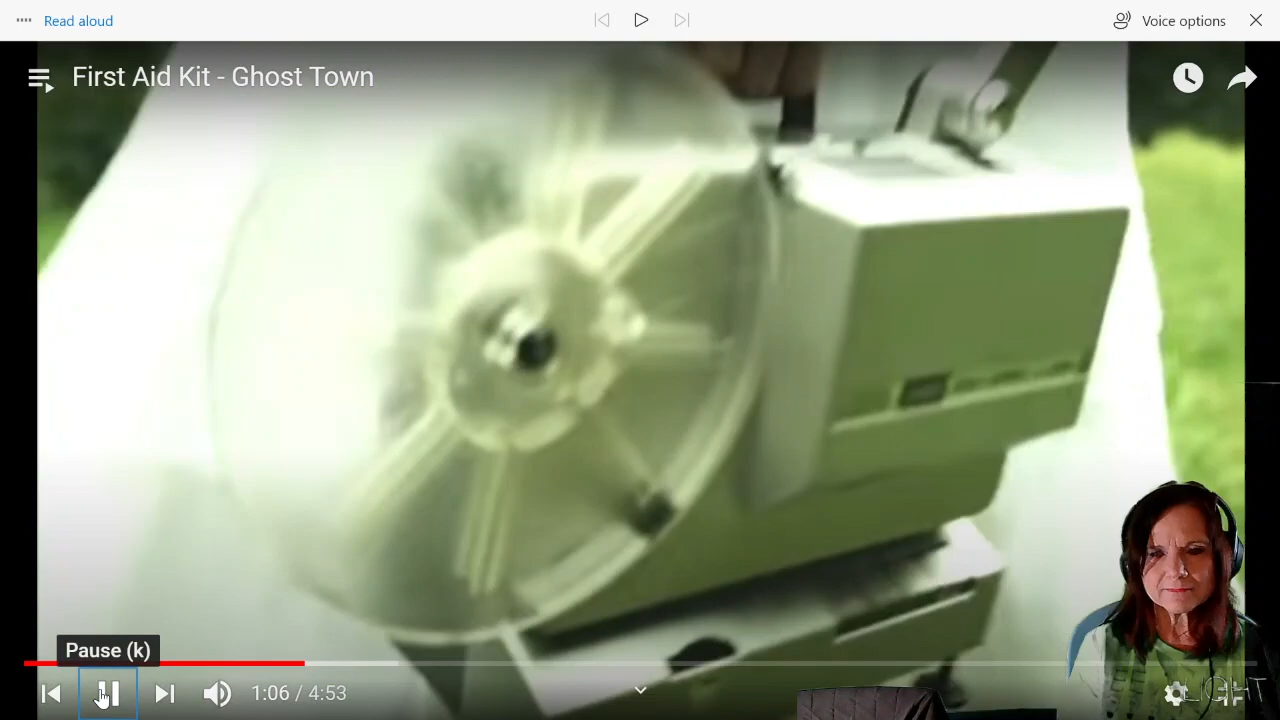 Read aloud
Voice options
First Aid Kit - Ghost Town
Pause (k)
1:06 / 4:53